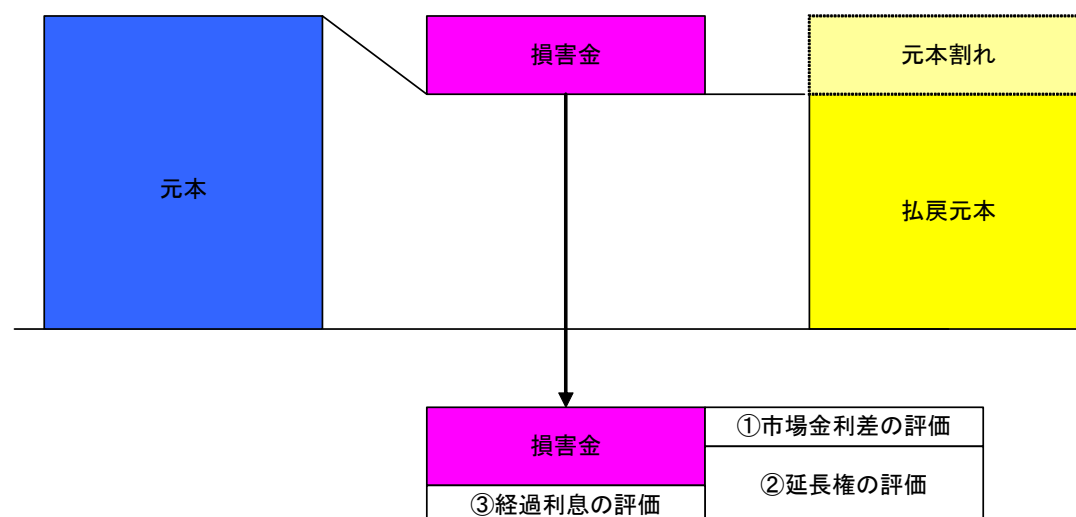 損害金
元本割れ
元本
払戻元本
損害金
①市場金利差の評価
②延長権の評価
③経過利息の評価